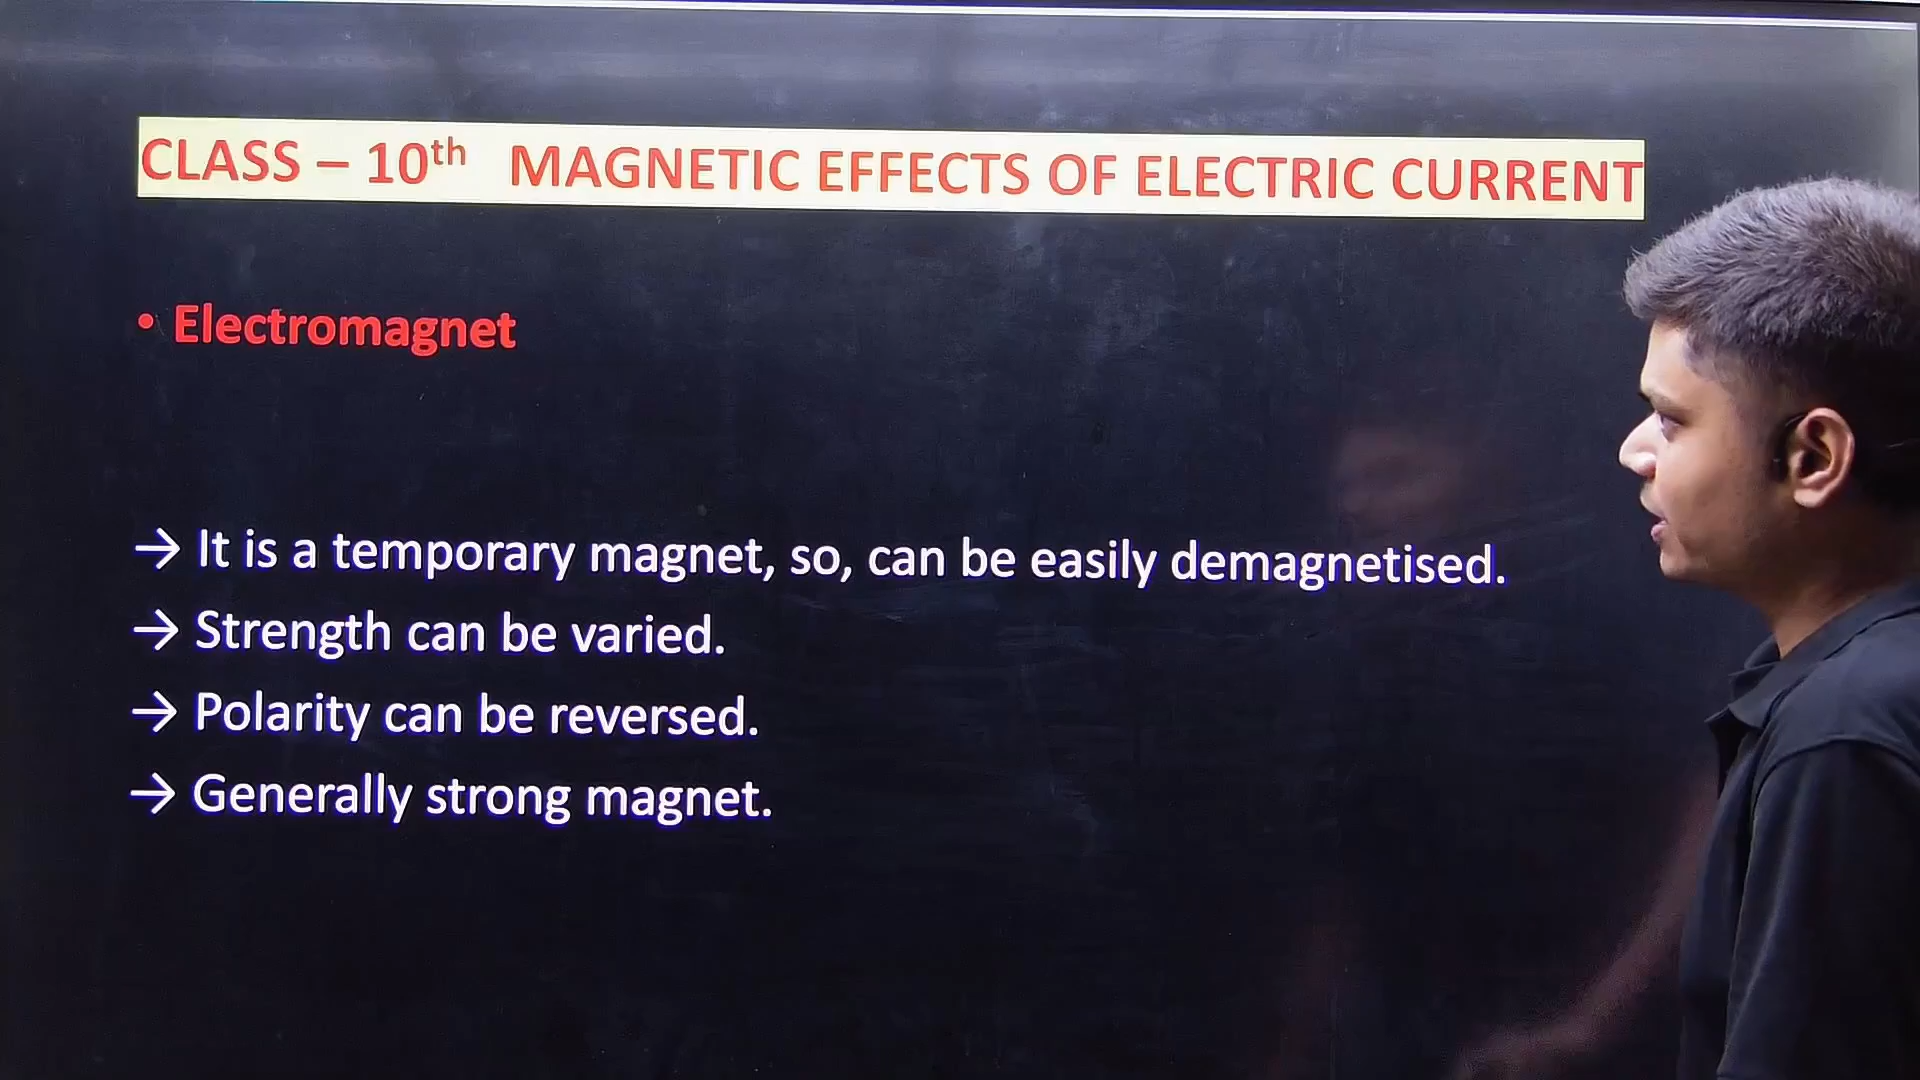 CLASS – 10th MAGNETIC EFFECTS OF ELECTRIC CURRENT
• Electromagnet
→ It is a temporary magnet, so, can be easily demagnetised.
→ Strength can be varied.
→ Polarity can be reversed.
→ Generally strong magnet.